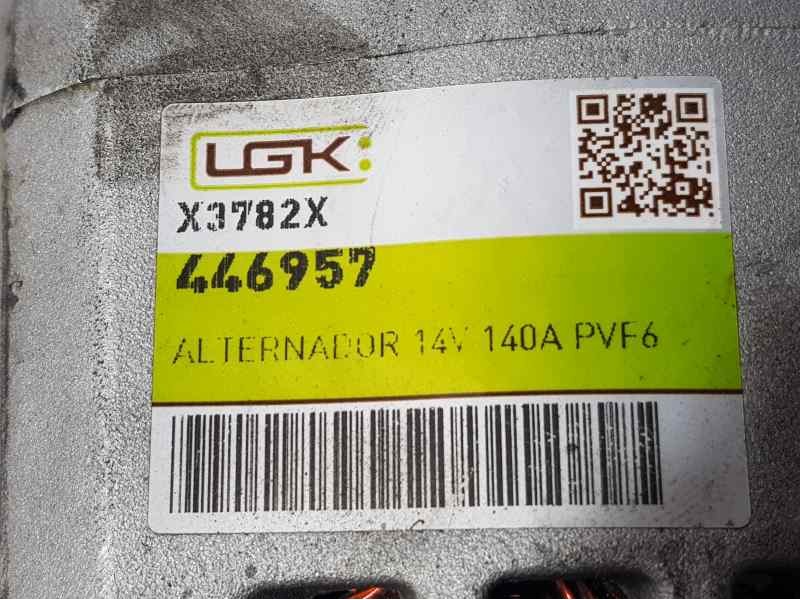 LGK
X3782X
446957
ALTERNADOR 14V 140A PVF6